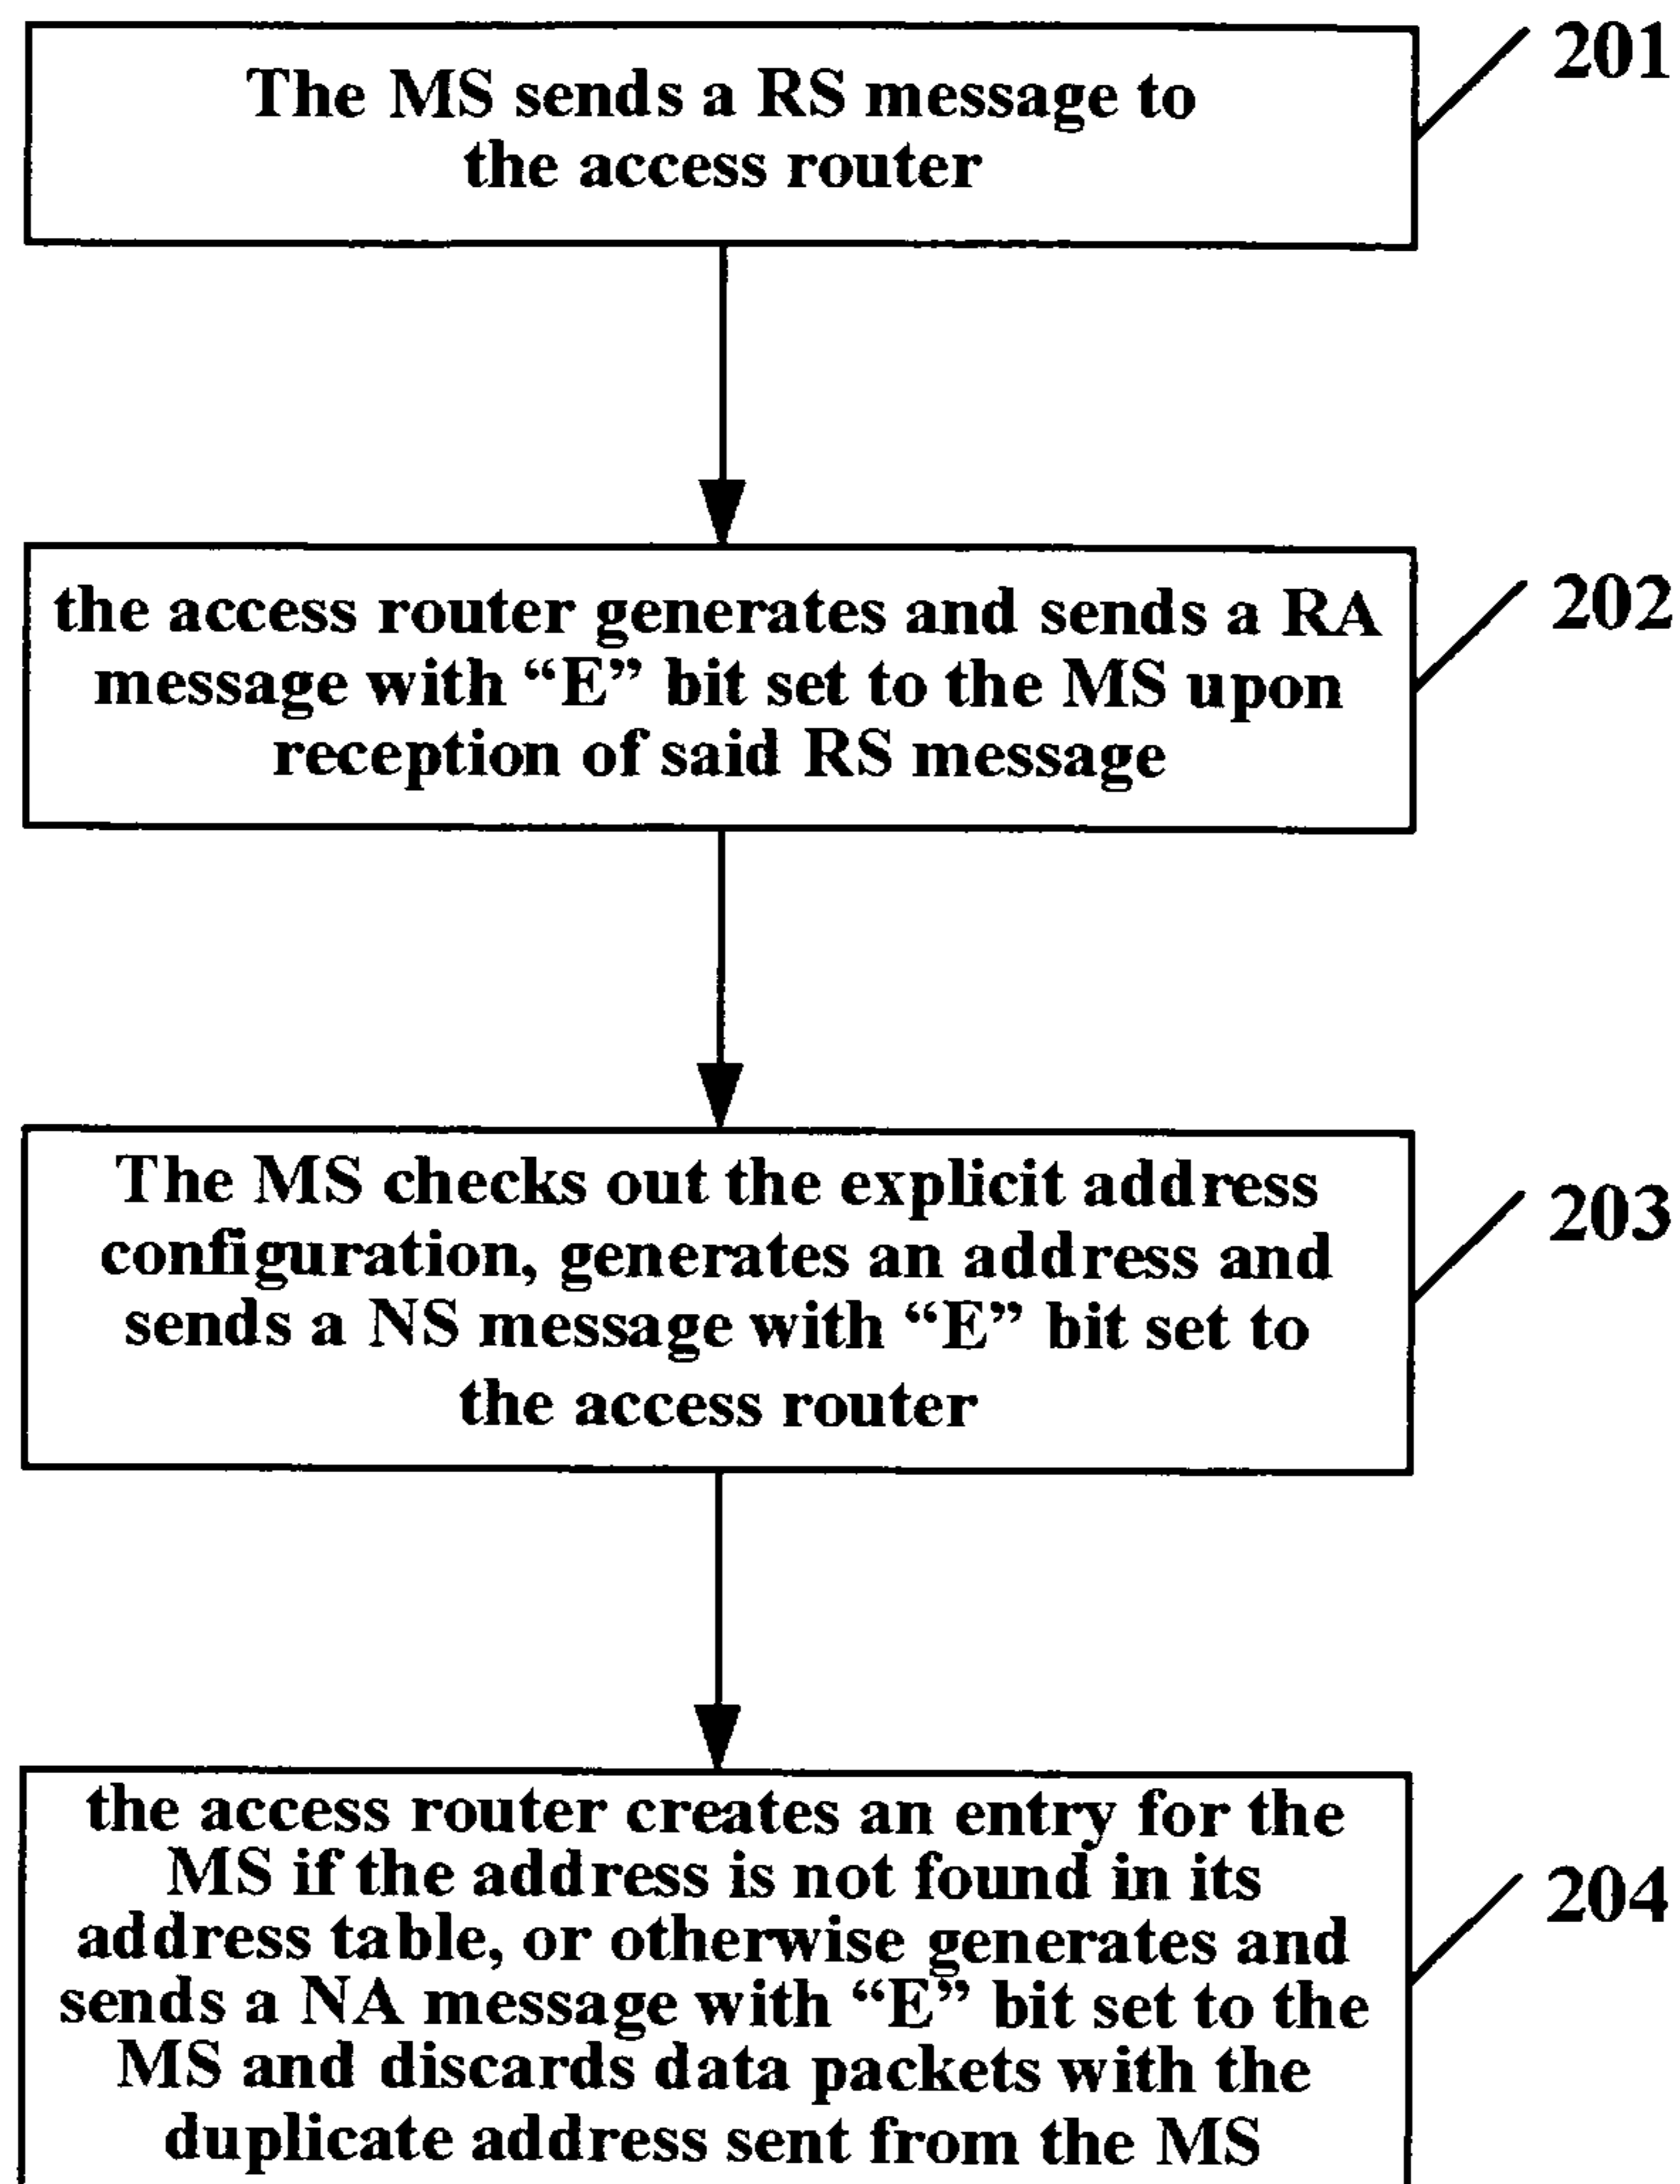 The MS sends a RS message to
the access router
201
the access router generates and sends a RA
message with “E” bit set to the MS upon
reception of said RS message
202
The MS checks out the explicit address
configuration, generates an address and
sends a NS message with “E” bit set to
the access router
203
the access router creates an entry for the
MS if the address is not found in its
address table, or otherwise generates and
sends a NA message with “E” bit set to the
MS and discards data packets with the
duplicate address sent from the MS
204